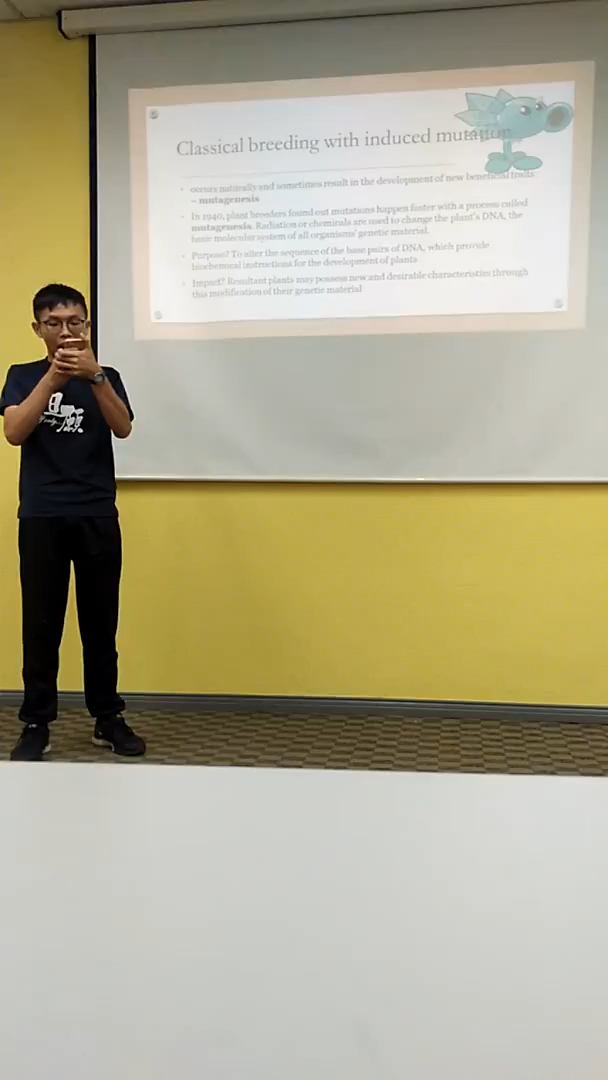 Classical breeding with induced mutation
• occurs naturally and sometimes result in the development of new beneficial traits
– mutagenesis
• In 1940, plant breeders found out mutations happen faster with a process called
mutagenesis. Radiation or chemicals are used to change the plant's DNA, the
basic molecular system of all organisms' genetic material.
• Purpose? To alter the sequence of the base pairs of DNA, which provide
biochemical instructions for the development of plants
• Impact? Resultant plants may possess new and desirable characteristics through
this modification of their genetic material